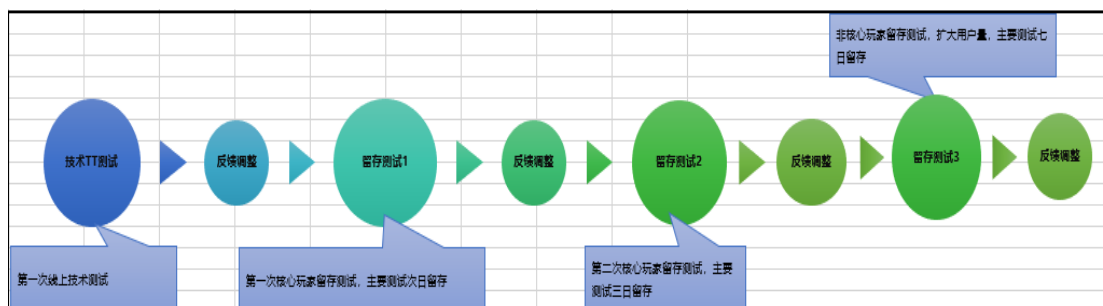 非核心玩家留存测试，扩大用户量，主要测试七
日留存
技术TT测试
反馈调整
留存测试1
反馈调整
留存测试2
反馈调整
留存测试3
反馈调整
第一次线上技术测试
第一次核心玩家留存测试，主要测试次日留存
第二次核心玩家留存测试，主要
测试三日留存